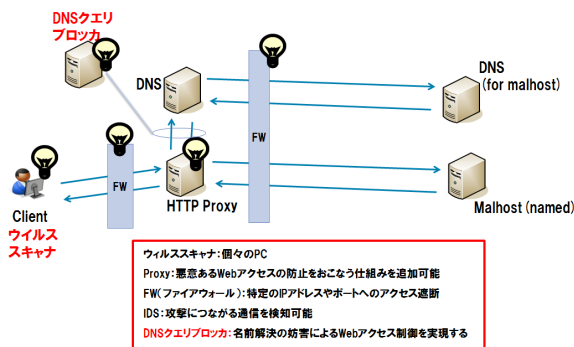 DNSクエリ
ブロッカ
DNS
DNS
(for malhost)
FW
FW
HTTP Proxy
Malhost (named)
Client
ウイルス
スキャナ
ウィルススキャナ：個々のPC
Proxy：悪意あるWebアクセスの防止をおこなう仕組みを追加可能
FW(ファイアウォール)：特定のIPアドレスやポートへのアクセス遮断
IDS：攻撃につながる通信を検知可能
DNSクエリブロッカ：名前解決の妨害によるWebアクセス制御を実現する